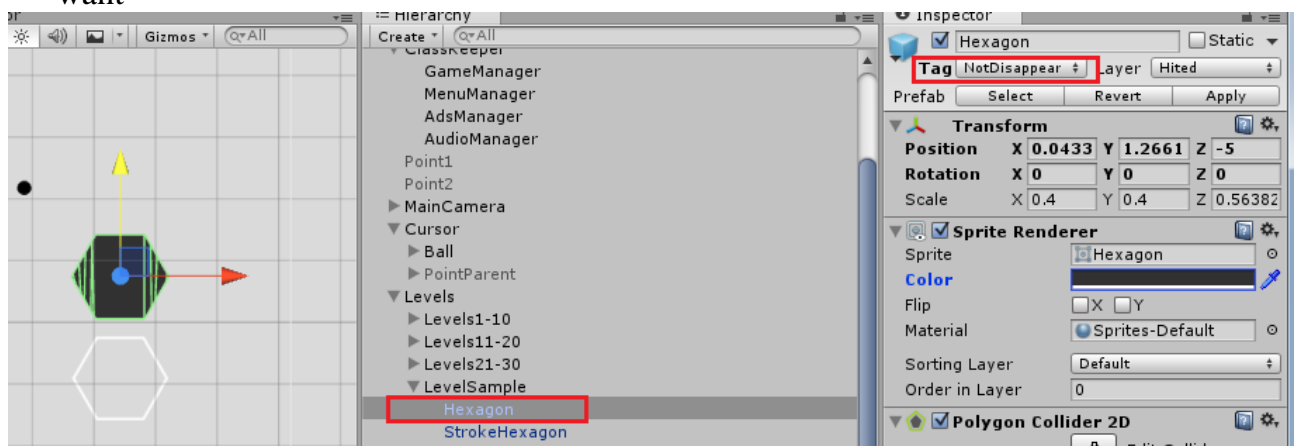 want
Hierarchy
Inspector
Gizmos
All
Create
All
ClassKeeper
GameManager
MenuManager
AdsManager
AudioManager
Point1
Point2
MainCamera
Cursor
Ball
PointParent
Levels
Levels1-10
Levels11-20
Levels21-30
LevelSample
Hexagon
StrokeHexagon
Hexagon
Static
Tag NotDisappear Layer Hited
Prefab Select Revert Apply
Transform
Position X 0.0433 Y 1.2661 Z -5
Rotation X 0 Y 0 Z 0
Scale X 0.4 Y 0.4 Z 0.56382
Sprite Renderer
Sprite Hexagon
Color
Flip X Y
Material Sprites-Default
Sorting Layer Default
Order in Layer 0
Polygon Collider 2D